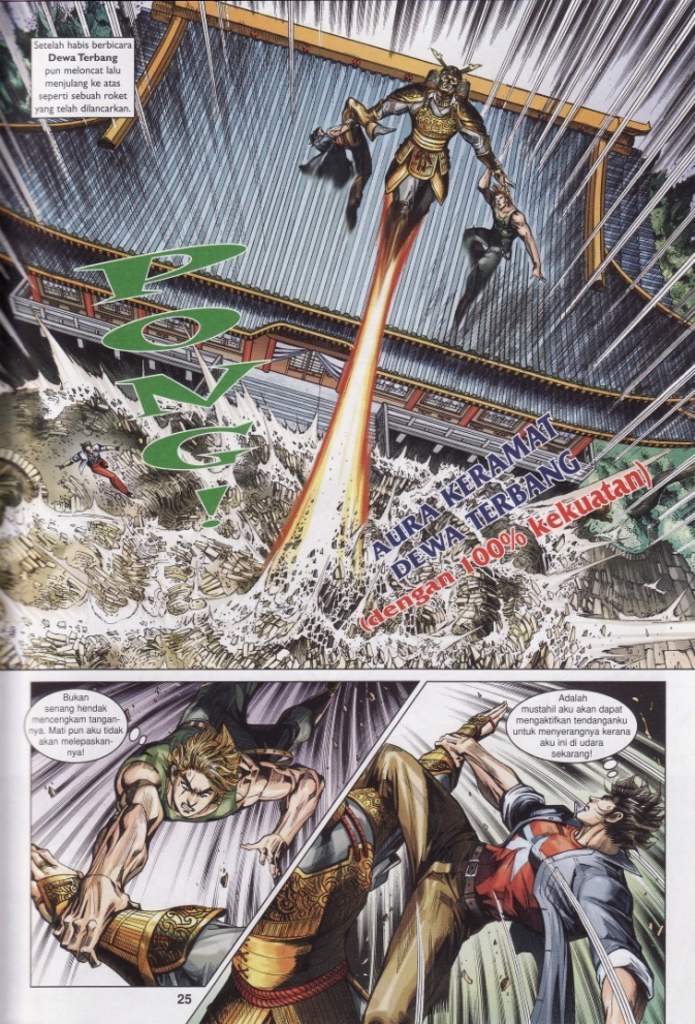 Setelah habis berbicara
Dewa Terbang
pun meloncat lalu
menjulang ke atas
seperti sebuah roket
yang telah dilancarkan.
PONG!
AURA KERAMAT
DEWA TERBANG
(dengan 100% kekuatan)
Bukan
senang hendak
mencengkam tangan-
nya. Mati pun aku tidak
akan melepaskan-
nya!
Adalah
mustahil aku akan dapat
mengaktifkan tendanganku
untuk menyerangnya kerana
aku ini di udara
sekarang!
25